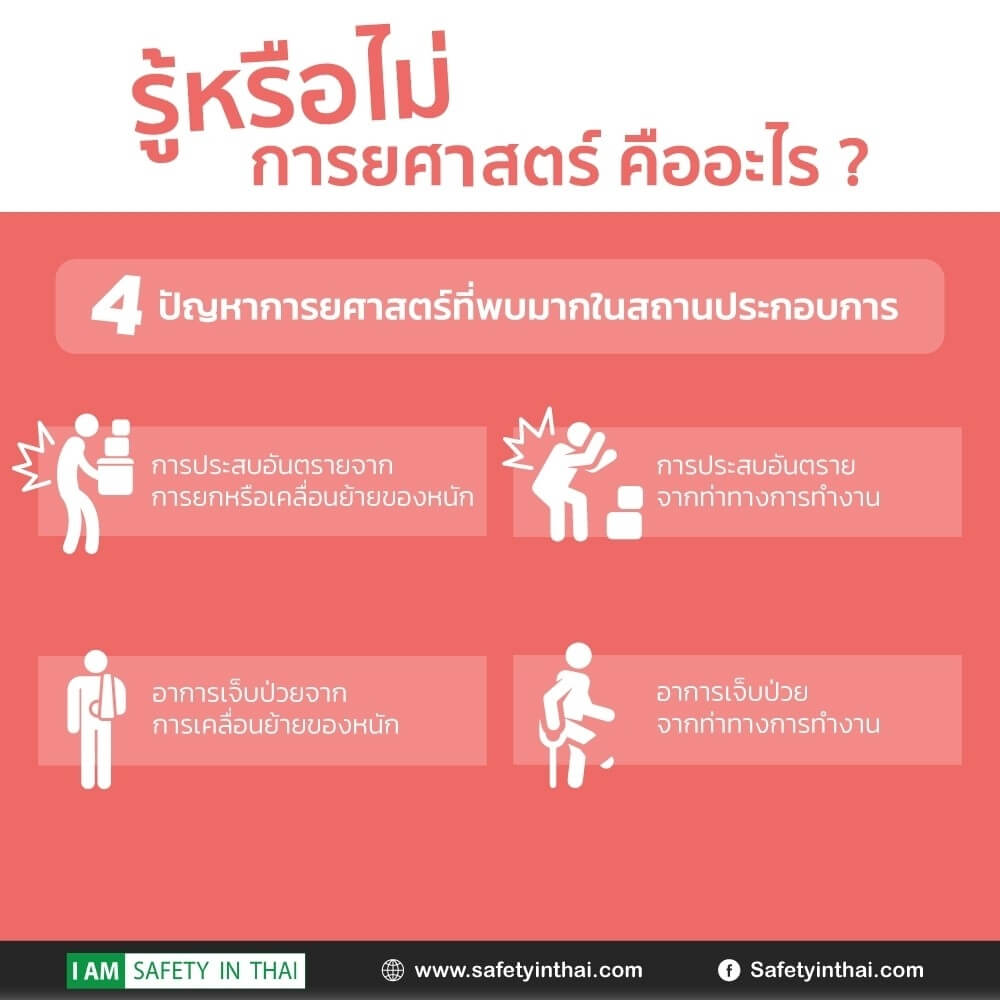 รู้หรือไม่
การยศาสตร์ คืออะไร ?
4 ปัญหาการยศาสตร์ที่พบมากในสถานประกอบการ
การประสบอันตรายจาก
การยกหรือเคลื่อนย้ายของหนัก
การประสบอันตราย
จากท่าทางการทำงาน
อาการเจ็บป่วยจาก
การเคลื่อนย้ายของหนัก
อาการเจ็บป่วย
จากท่าทางการทำงาน
I AM SAFETY IN THAI
www.safetyinthai.com
Safetyinthai.com